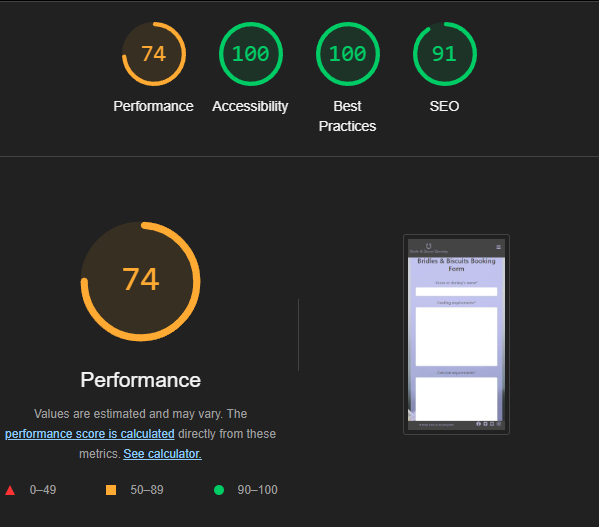 74
100
100
91
Performance
Accessibility
Best
Practices
SEO
74
Performance
Values are estimated and may vary. The
performance score is calculated directly from these
metrics. See calculator.
0–49
50–89
90–100
Bridles & Biscuits Booking
Form